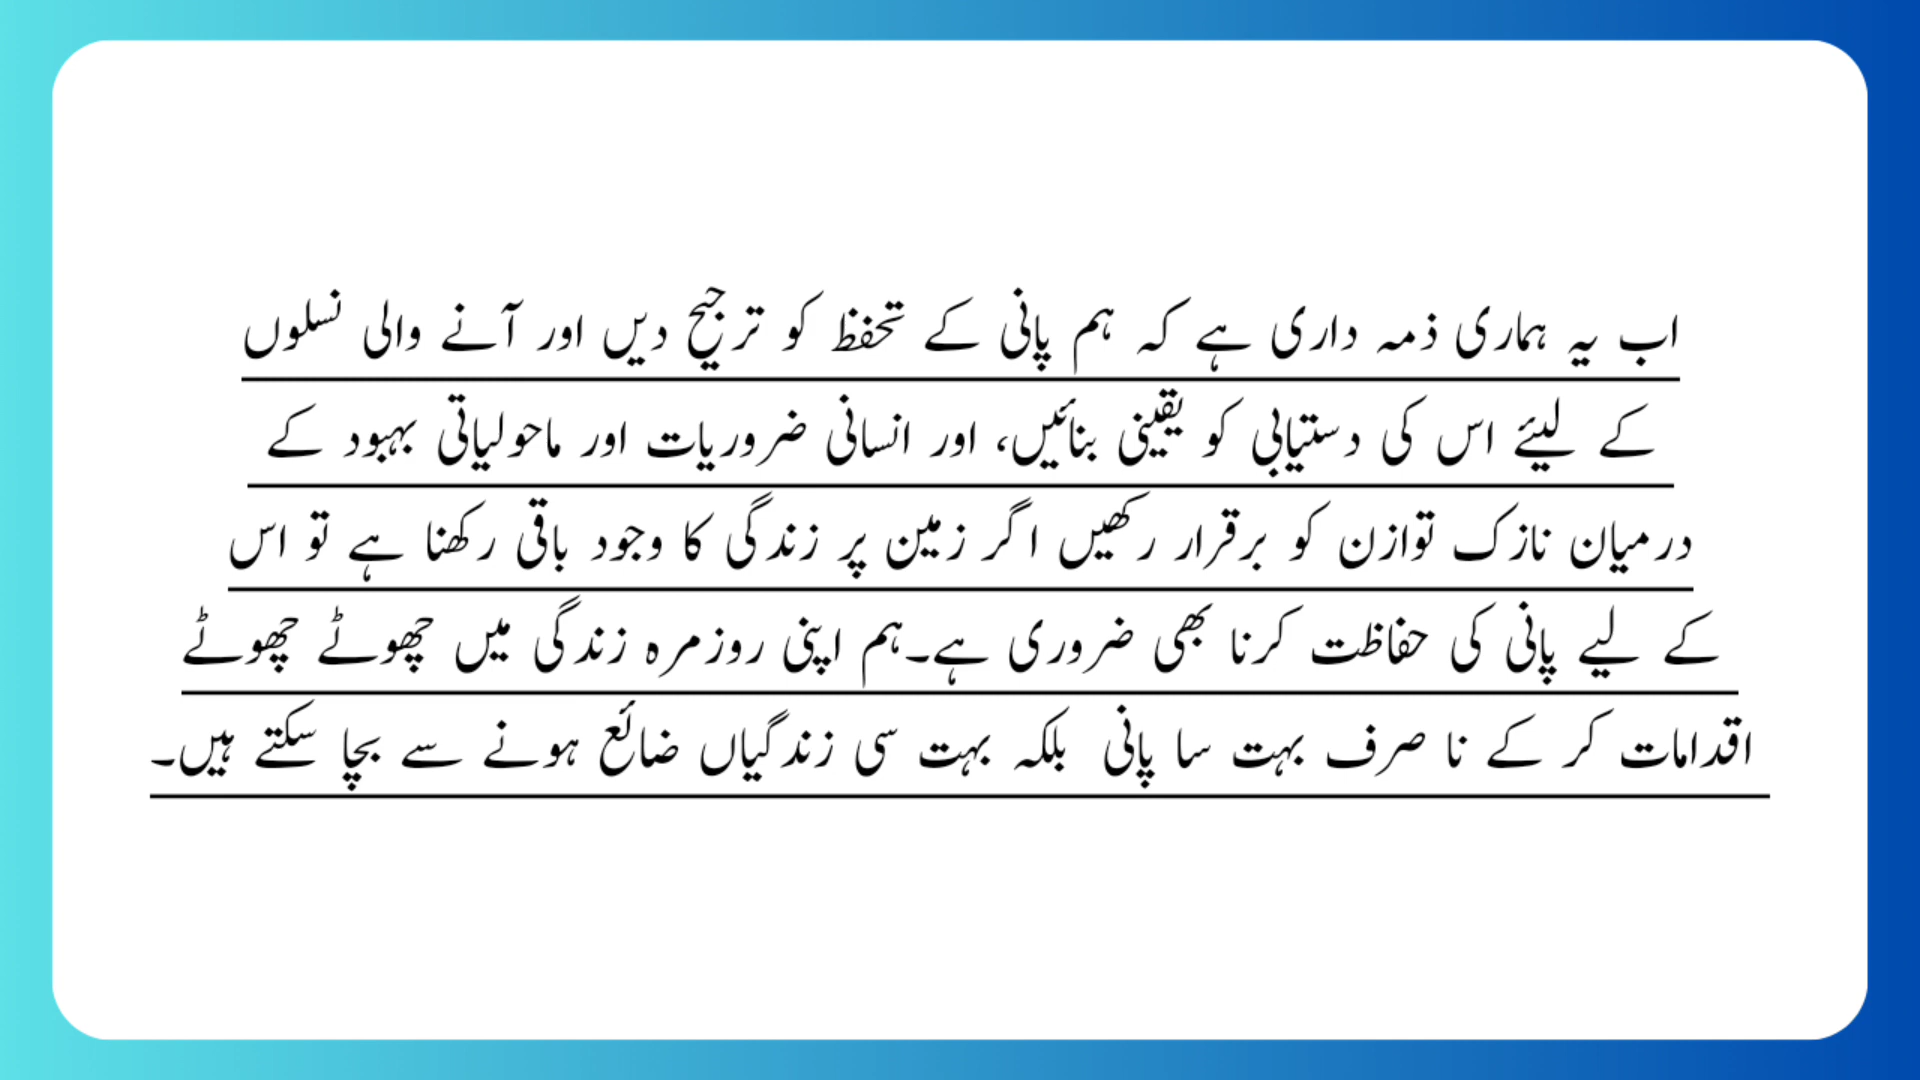 اب یہ ہماری ذمہ داری ہے کہ ہم پانی کے تحفظ کو ترجیح دیں اور آنے والی نسلوں
کے لیئے اس کی دستیابی کو یقینی بنائیں، اور انسانی ضروریات اور ماحولیاتی بہبود کے
درمیان نازک توازن کو برقرار رکھیں اگر زمین پر زندگی کا وجود باقی رکھنا ہے تو اس
کے لیے پانی کی حفاظت کرنا بھی ضروری ہے۔ہم اپنی روزمرہ زندگی میں چھوٹے چھوٹے
اقدامات کر کے نا صرف بہت سا پانی بلکہ بہت سی زندگیاں ضائع ہونے سے بچا سکتے ہیں۔